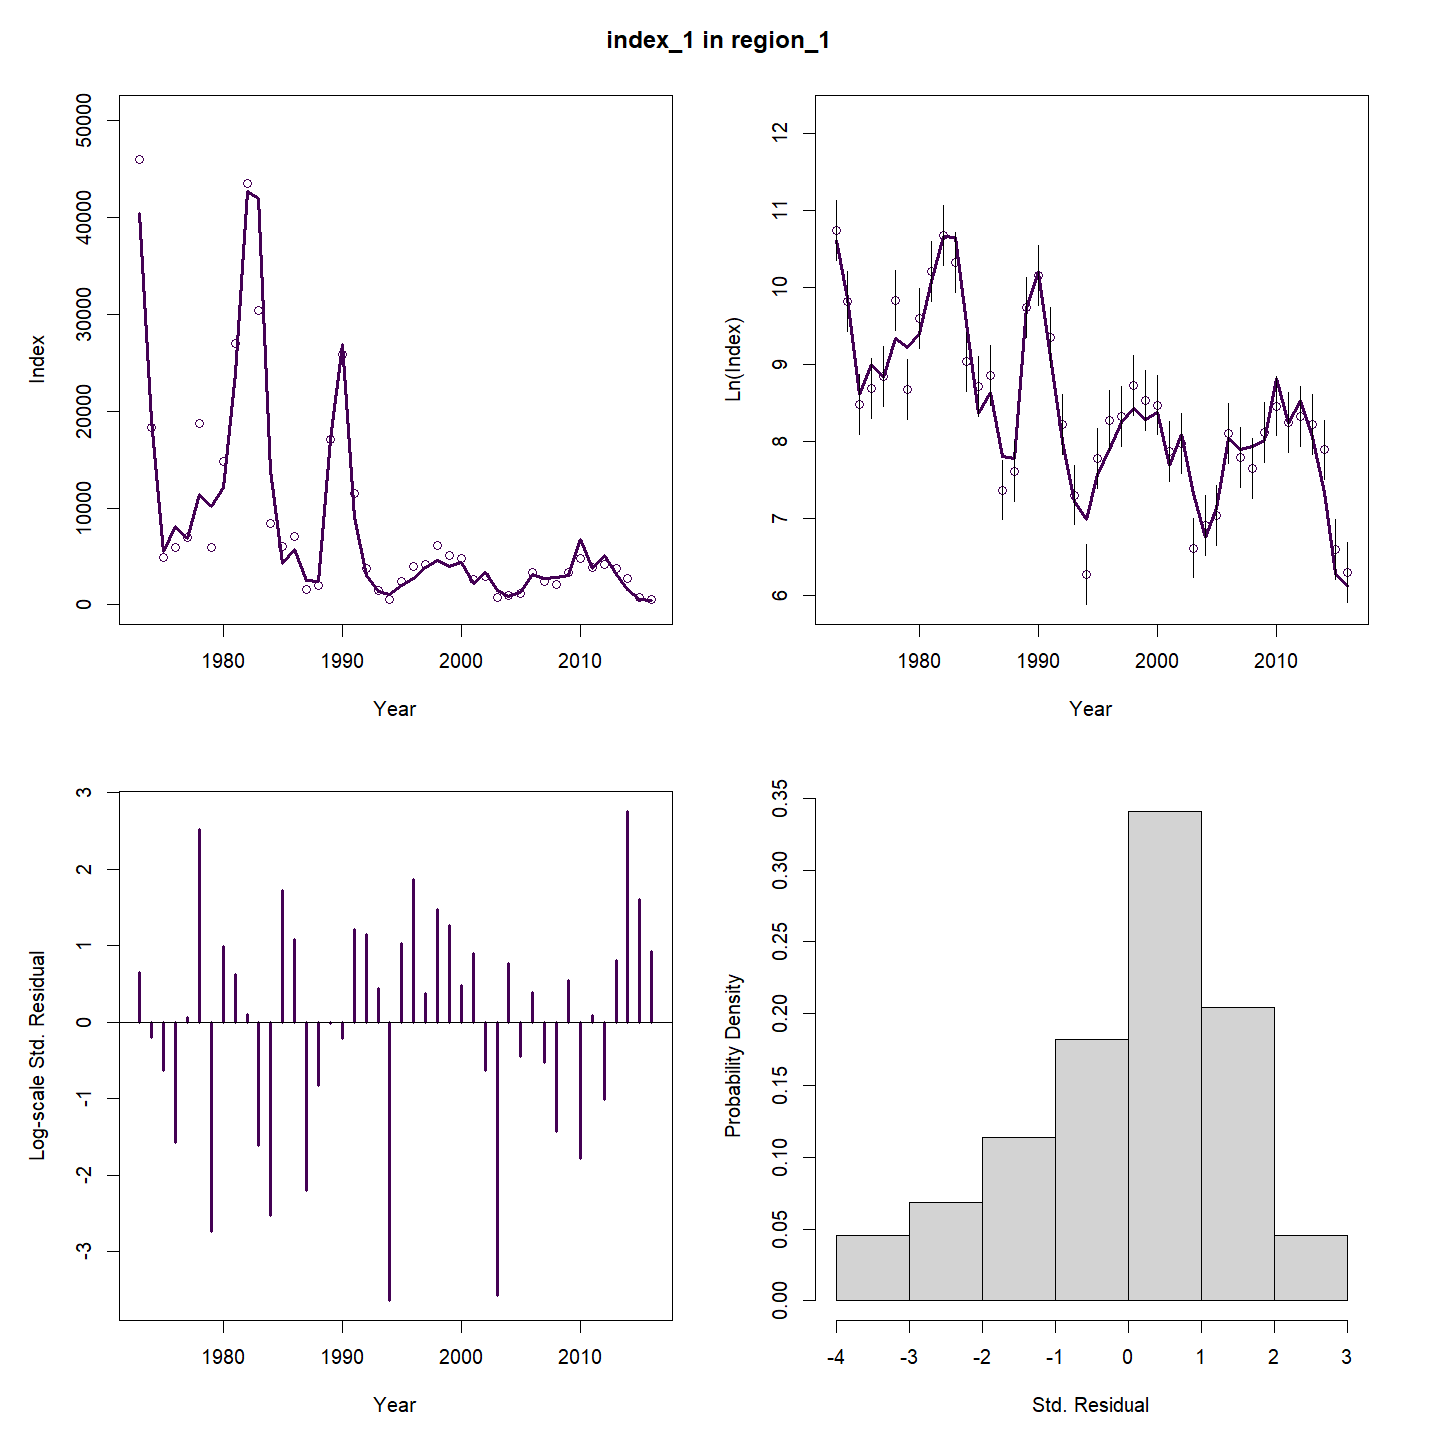 index_1 in region_1
Index
50000
40000
30000
20000
10000
0
1980 1990 2000 2010
Year
Ln(Index)
12
11
10
9
8
7
6
1980 1990 2000 2010
Year
Log-scale Std. Residual
3
2
1
0
-1
-2
-3
1980 1990 2000 2010
Year
Probability Density
0.35
0.30
0.25
0.20
0.15
0.10
0.05
0.00
-4 -3 -2 -1 0 1 2 3
Std. Residual